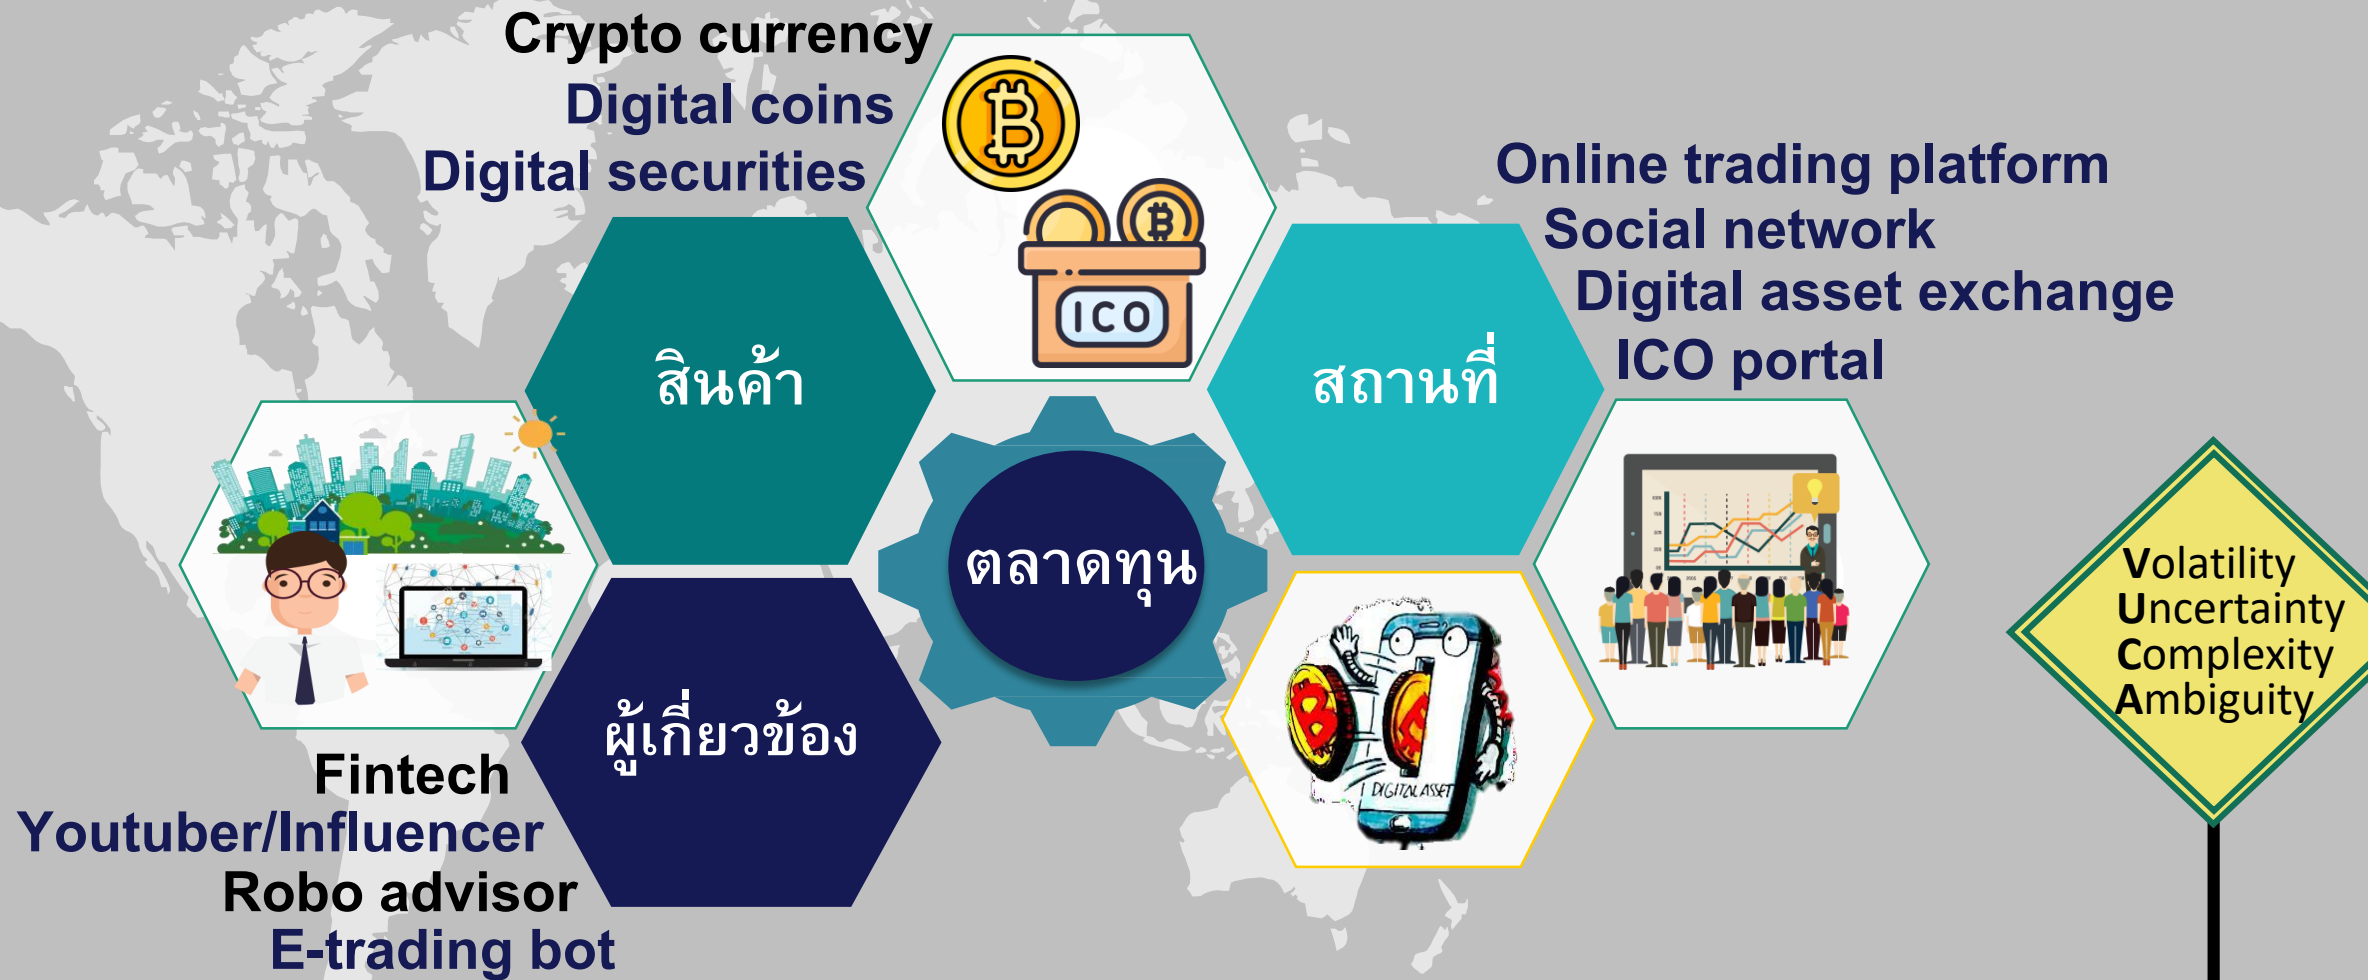 Crypto currency
Digital coins
Digital securities
ICO
Online trading platform
Social network
Digital asset exchange
ICO portal
สินค้า
สถานที่
ตลาดทุน
ผู้เกี่ยวข้อง
DIGITAL ASSET
Volatility
Uncertainty
Complexity
Ambiguity
Fintech
Youtuber/Influencer
Robo advisor
E-trading bot